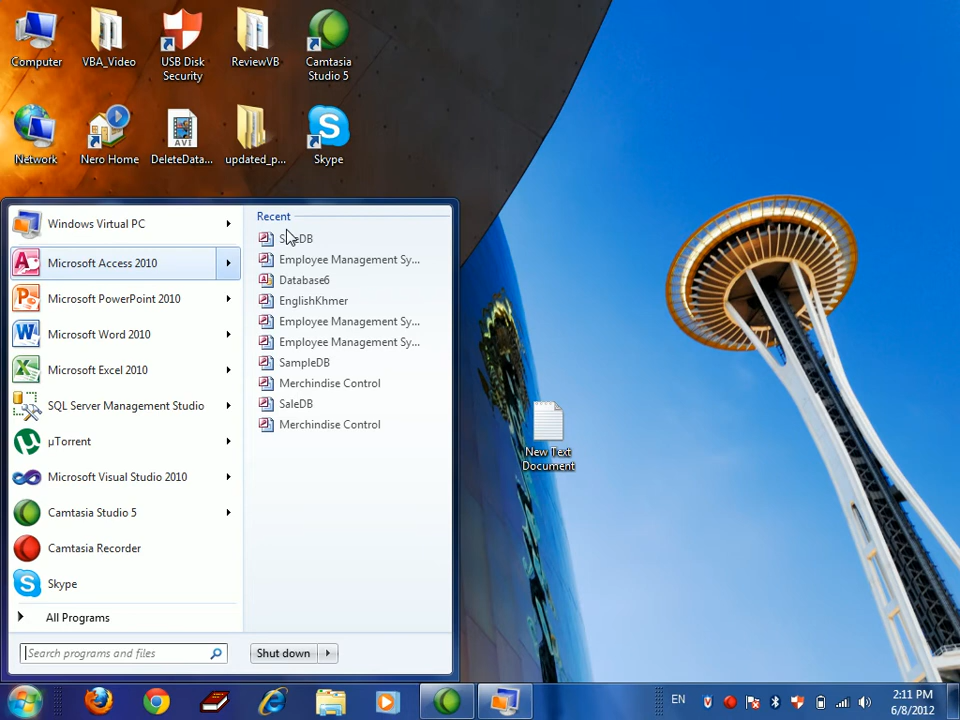 Computer
VBA_Video
USB Disk
Security
ReviewVB
Camtasia
Studio 5
Network
Nero Home
DeleteData...
updated_p...
Skype
Windows Virtual PC
Microsoft Access 2010
Microsoft PowerPoint 2010
Microsoft Word 2010
Microsoft Excel 2010
SQL Server Management Studio
µTorrent
Microsoft Visual Studio 2010
Camtasia Studio 5
Camtasia Recorder
Skype
All Programs
Search programs and files
Shut down
Recent
Employee Management Sy...
Database6
EnglishKhmer
Employee Management Sy...
Employee Management Sy...
SampleDB
Merchindise Control
SaleDB
Merchindise Control
New Text
Document
EN
2:11 PM
6/8/2012